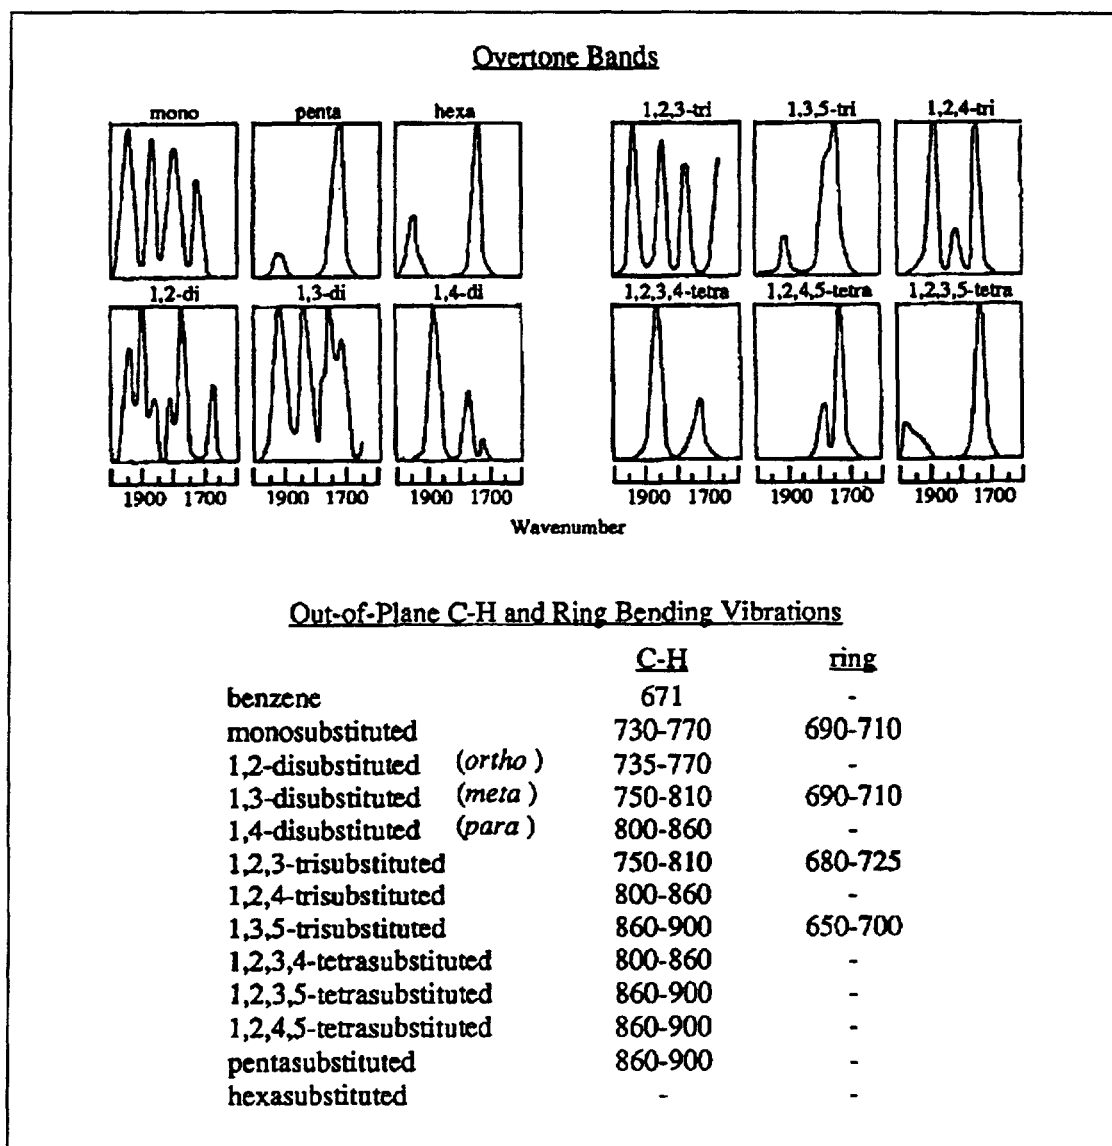 Overtone Bands
mono penta hexa 1,2,3-tri 1,3,5-tri 1,2,4-tri
1,2-di 1,3-di 1,4-di 1,2,3,4-tetra 1,2,4,5-tetra 1,2,3,5-tetra
1900 1700 1900 1700 1900 1700 1900 1700 1900 1700 1900 1700
Wavenumber
Out-of-Plane C-H and Ring Bending Vibrations
C-H ring
benzene 671 -
monosubstituted 730-770 690-710
1,2-disubstituted (ortho) 735-770 -
1,3-disubstituted (meta) 750-810 690-710
1,4-disubstituted (para) 800-860 -
1,2,3-trisubstituted 750-810 680-725
1,2,4-trisubstituted 800-860 -
1,3,5-trisubstituted 860-900 650-700
1,2,3,4-tetrasubstituted 800-860 -
1,2,3,5-tetrasubstituted 860-900 -
1,2,4,5-tetrasubstituted 860-900 -
pentasubstituted 860-900 -
hexasubstituted - -